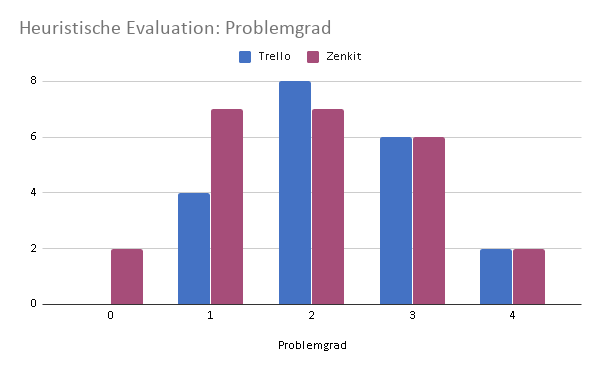 Heuristische Evaluation: Problemgrad
Trello Zenkit
8
6
4
2
0
0 1 2 3 4
Problemgrad